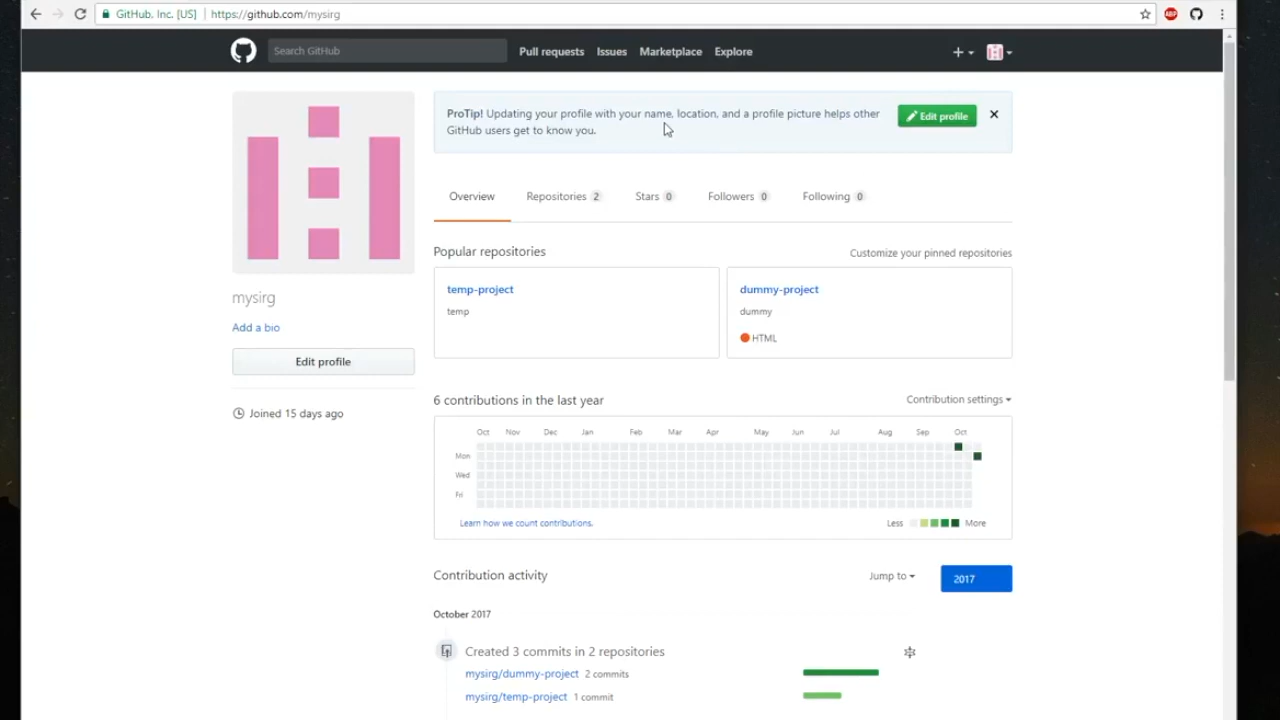 GitHub, Inc. [US] https://github.com/mysirg
ABP
Search GitHub Pull requests Issues Marketplace Explore
ProTip! Updating your profile with your name, location, and a profile picture helps other
GitHub users get to know you.
Edit profile
Overview Repositories 2 Stars 0 Followers 0 Following 0
Popular repositories Customize your pinned repositories
temp-project
temp
dummy-project
dummy
HTML
mysirg
Add a bio
Edit profile
Joined 15 days ago
6 contributions in the last year Contribution settings
Oct Nov Dec Jan Feb Mar Apr May Jun Jul Aug Sep Oct
Mon
Wed
Fri
Learn how we count contributions. Less More
Contribution activity Jump to 2017
October 2017
Created 3 commits in 2 repositories
mysirg/dummy-project 2 commits
mysirg/temp-project 1 commit